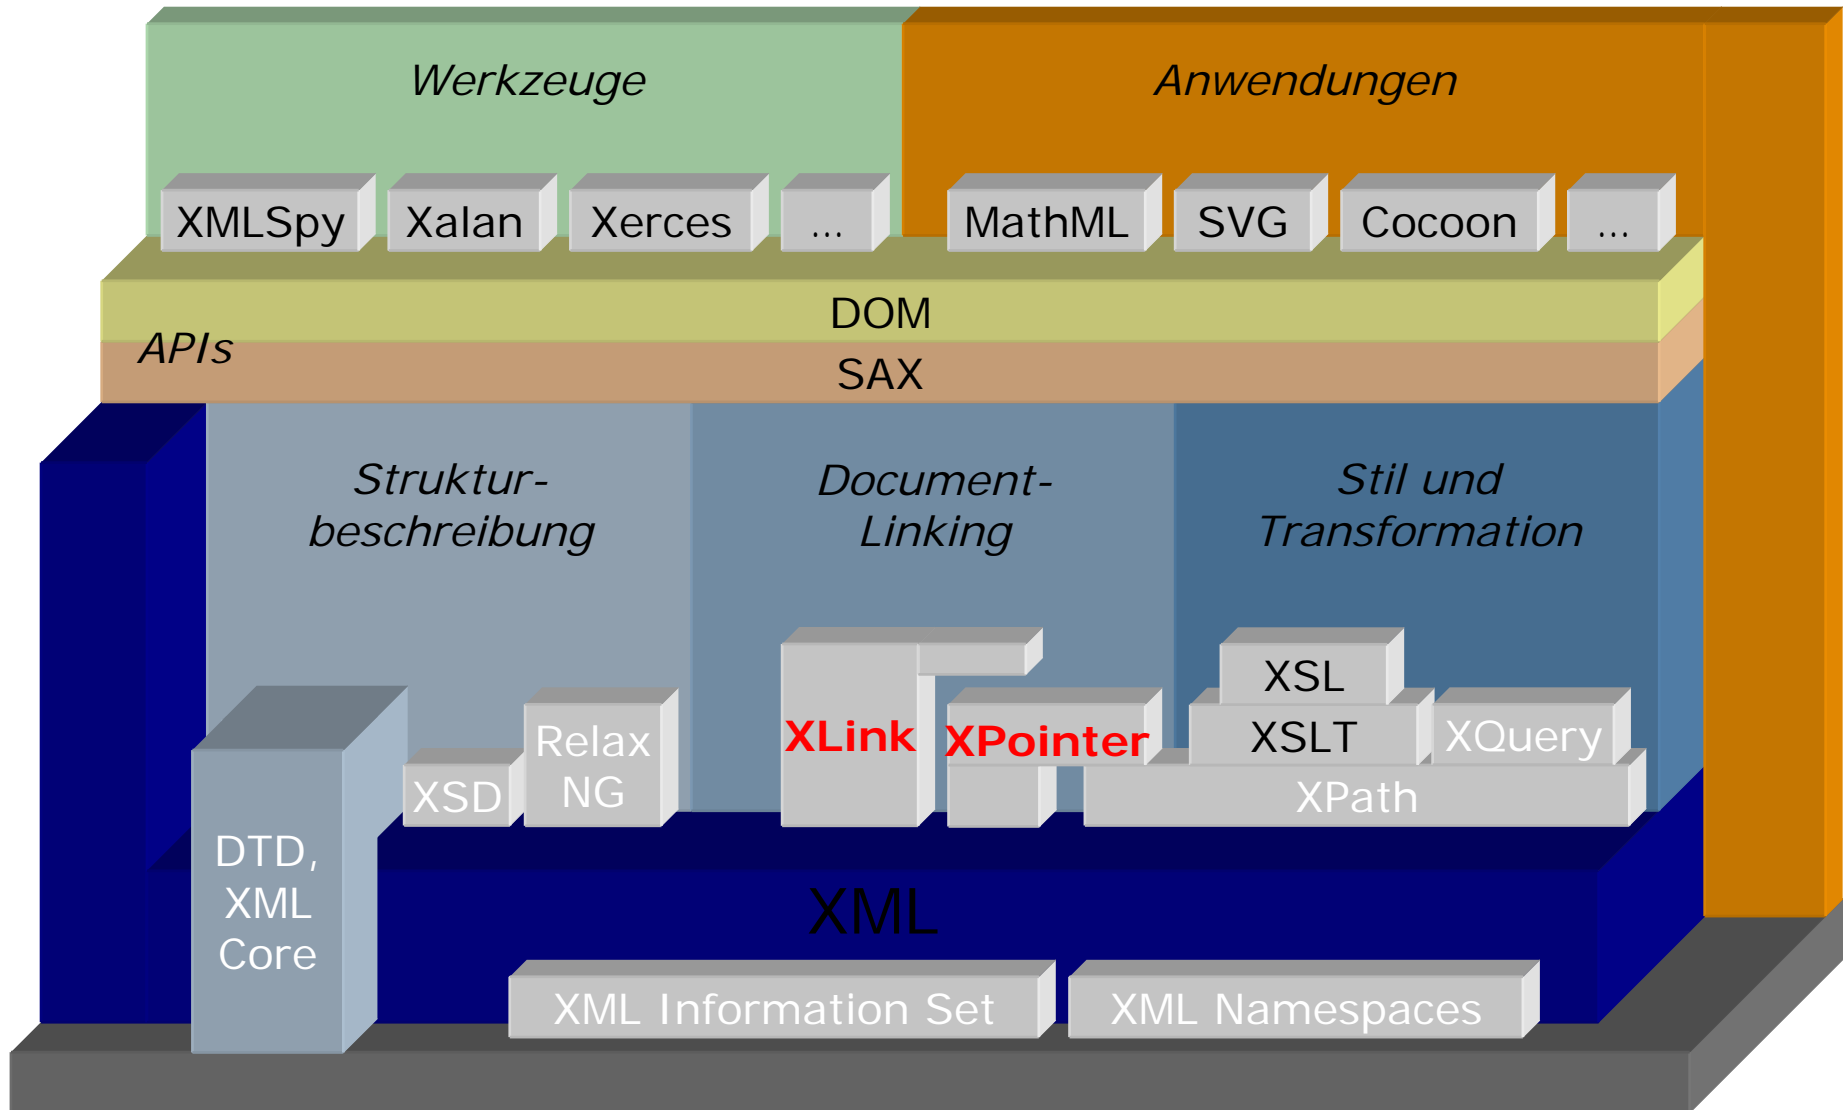 Werkzeuge
Anwendungen
XMLSpy
Xalan
Xerces
...
MathML
SVG
Cocoon
...
DOM
APIs
SAX
Struktur-
beschreibung
Document-
Linking
Stil und
Transformation
XSL
Relax
NG
XLink
XPointer
XSLT
XQuery
XSD
XPath
DTD,
XML
Core
XML
XML Information Set
XML Namespaces